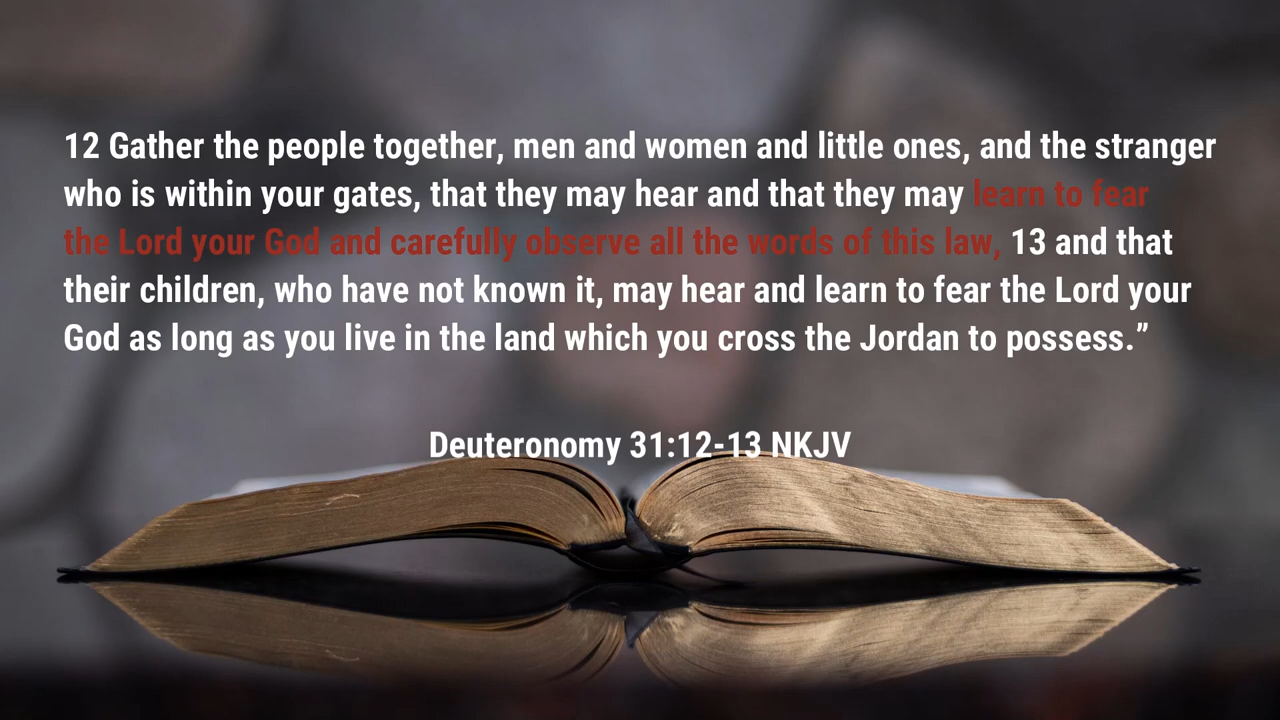 12 Gather the people together, men and women and little ones, and the stranger
who is within your gates, that they may hear and that they may learn to fear
the Lord your God and carefully observe all the words of this law, 13 and that
their children, who have not known it, may hear and learn to fear the Lord your
God as long as you live in the land which you cross the Jordan to possess.”
Deuteronomy 31:12-13 NKJV